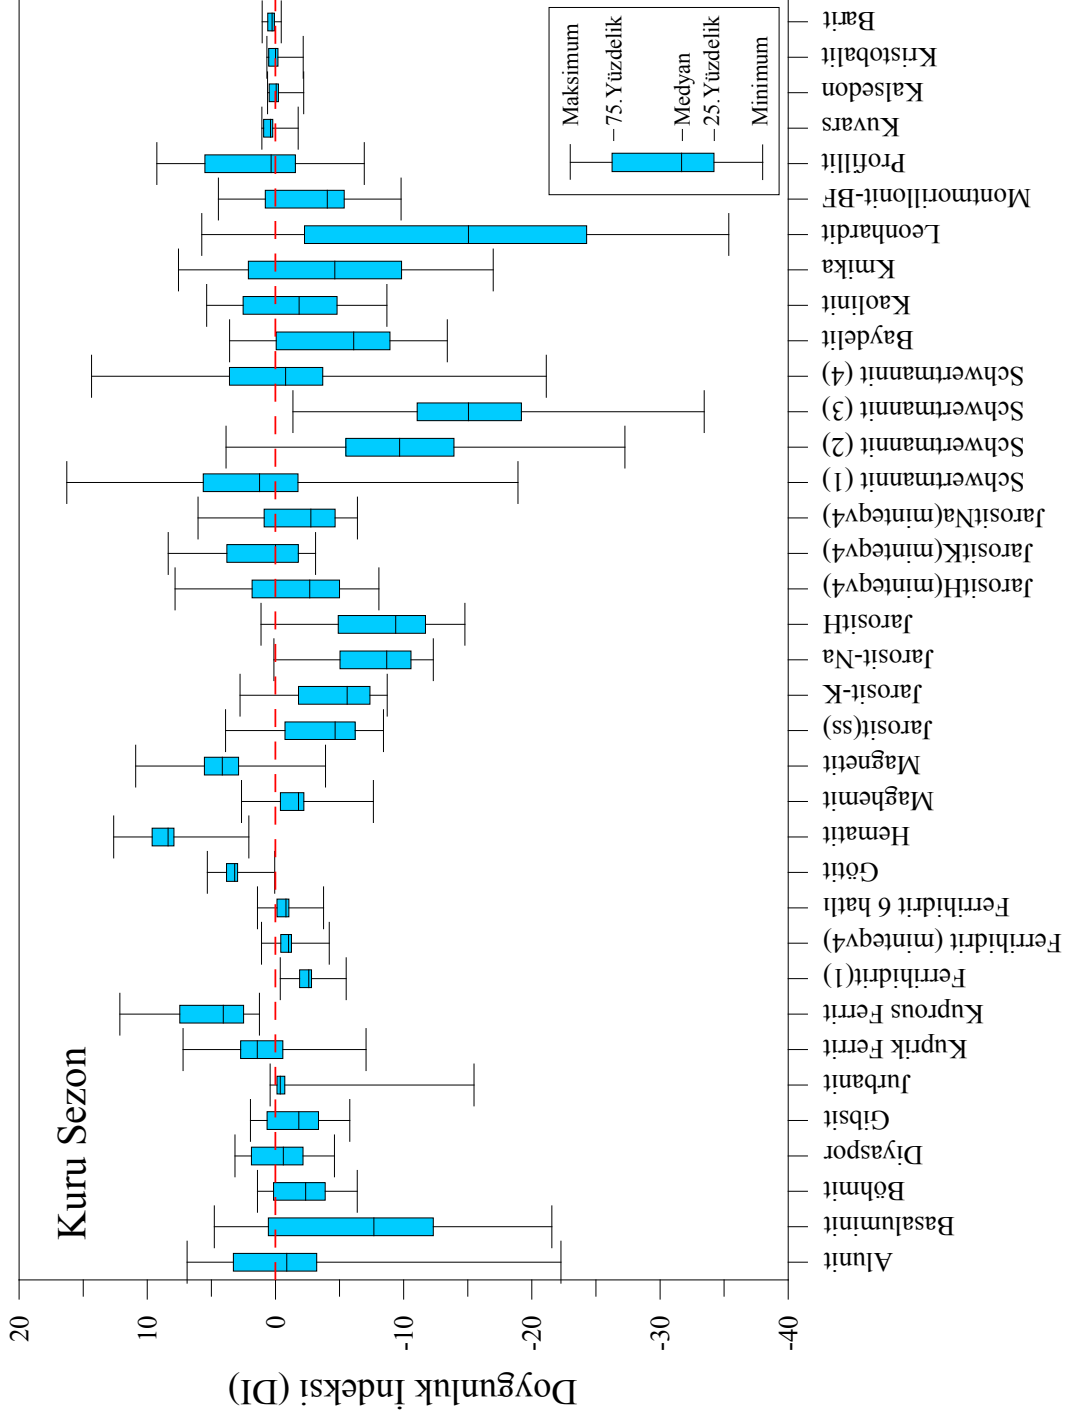 Kuru Sezon
Doygunluk İndeksi (DI)
20
10
0
-10
-20
-30
-40
Alunit
Basaluminit
Böhmit
Diyaspor
Gibsit
Jurbanit
Kuprik Ferrit
Kuprous Ferrit
Ferrihidrit(1)
Ferrihidrit (minteqv4)
Ferrihidrit 6 hatlı
Götit
Hematit
Maghemit
Magnetit
Jarosit(ss)
Jarosit-K
Jarosit-Na
JarositH
JarositH(minteqv4)
JarositK(minteqv4)
JarositNa(minteqv4)
Schwertmannit (1)
Schwertmannit (2)
Schwertmannit (3)
Schwertmannit (4)
Baydelit
Kaolinit
Kmika
Leonhardit
Montmorillonit-BF
Profillit
Kuvars
Kalsedon
Kristobalit
Barit
Maksimum
75.Yüzdelik
Medyan
25.Yüzdelik
Minimum